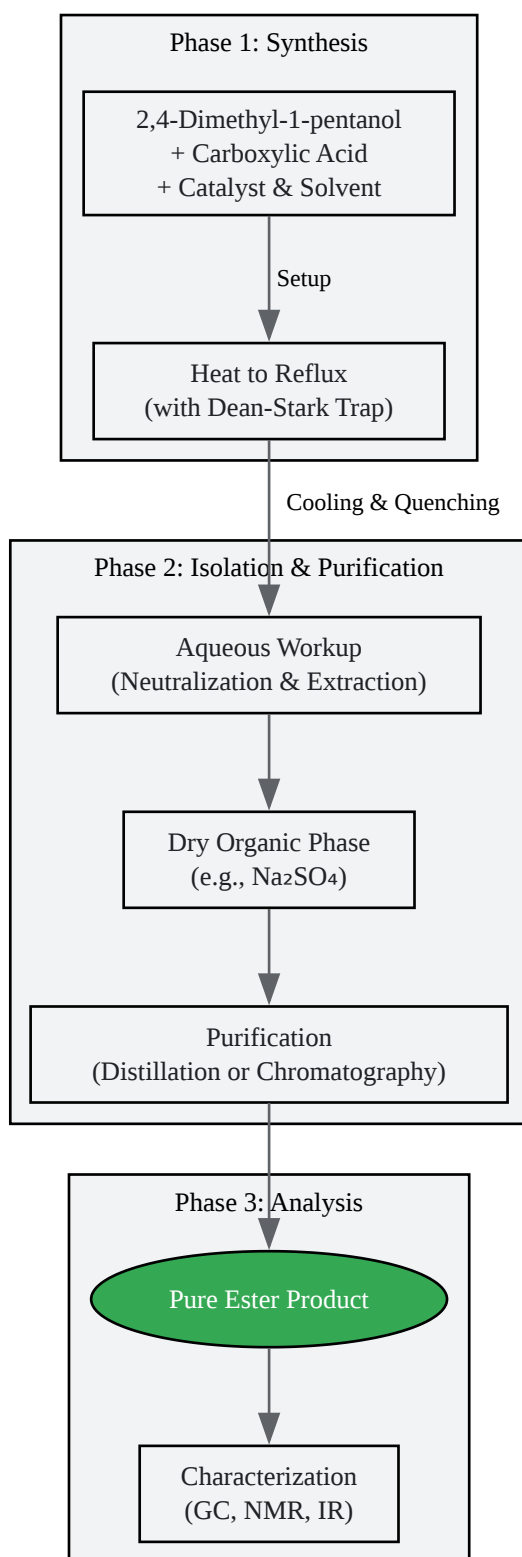 Phase 1: Synthesis
2,4-Dimethyl-1-pentanol
+ Carboxylic Acid
+ Catalyst & Solvent
Setup
Heat to Reflux
(with Dean-Stark Trap)
Cooling & Quenching
Phase 2: Isolation & Purification
Aqueous Workup
(Neutralization & Extraction)
Dry Organic Phase
(e.g., Na₂SO₄)
Purification
(Distillation or Chromatography)
Phase 3: Analysis
Pure Ester Product
Characterization
(GC, NMR, IR)